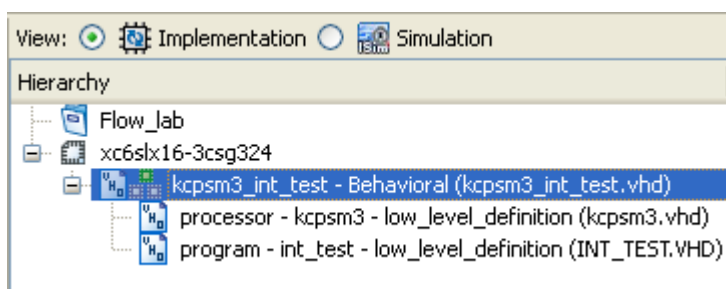 View: Implementation Simulation
Hierarchy
Flow_lab
xc6slx16-3csg324
kcpsm3_int_test - Behavioral (kcpsm3_int_test.vhd)
processor - kcpsm3 - low_level_definition (kcpsm3.vhd)
program - int_test - low_level_definition (INT_TEST.VHD)